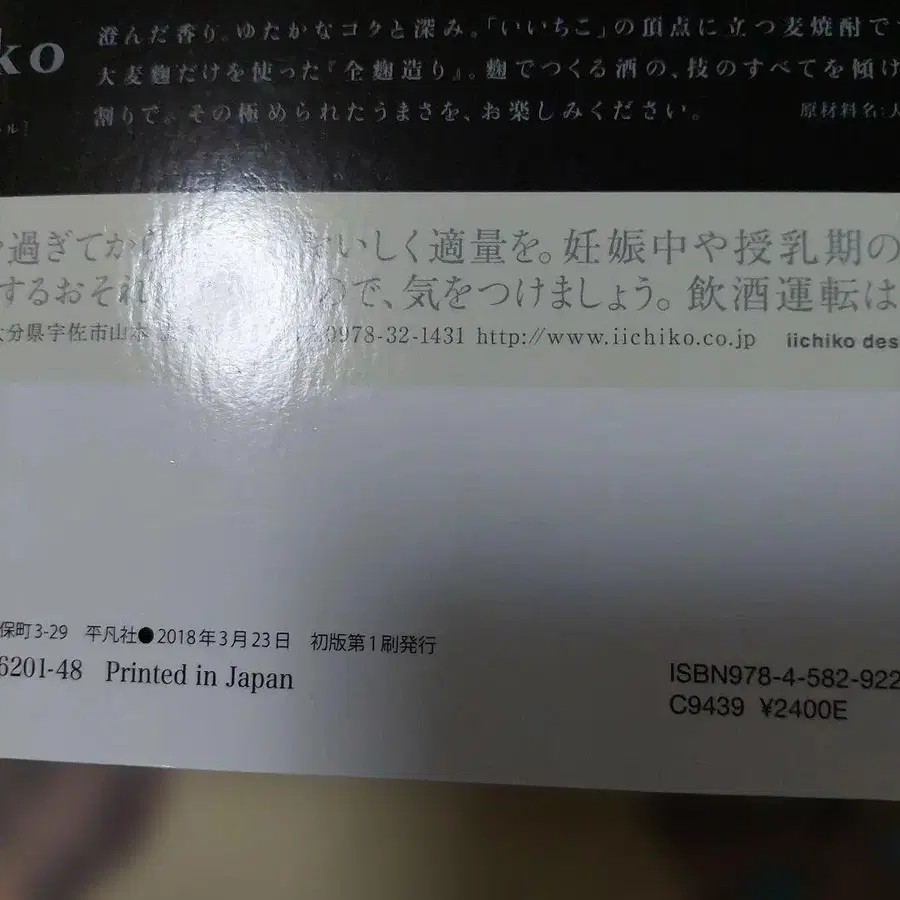 ko
澄んだ香り。ゆたかなコクと深み。「いいちこ」の頂点に立つ麦焼酎で
大麦麹だけを使った『全麹造り』。麹でつくる酒の、技のすべてを傾け
ル]
割りで。その極められたうまさを、お楽しみください。 原材料名:大
過ぎてから おいしく適量を。妊娠中や授乳期の
するおそれ ので、気をつけましょう。飲酒運転は
大分県宇佐市山本 0978-32-1431 http://www.iichiko.co.jp iichiko des
保町3-29 平凡社●2018年3月23日 初版第1刷発行
6201-48 Printed in Japan
ISBN978-4-582-922
C9439 ¥2400E